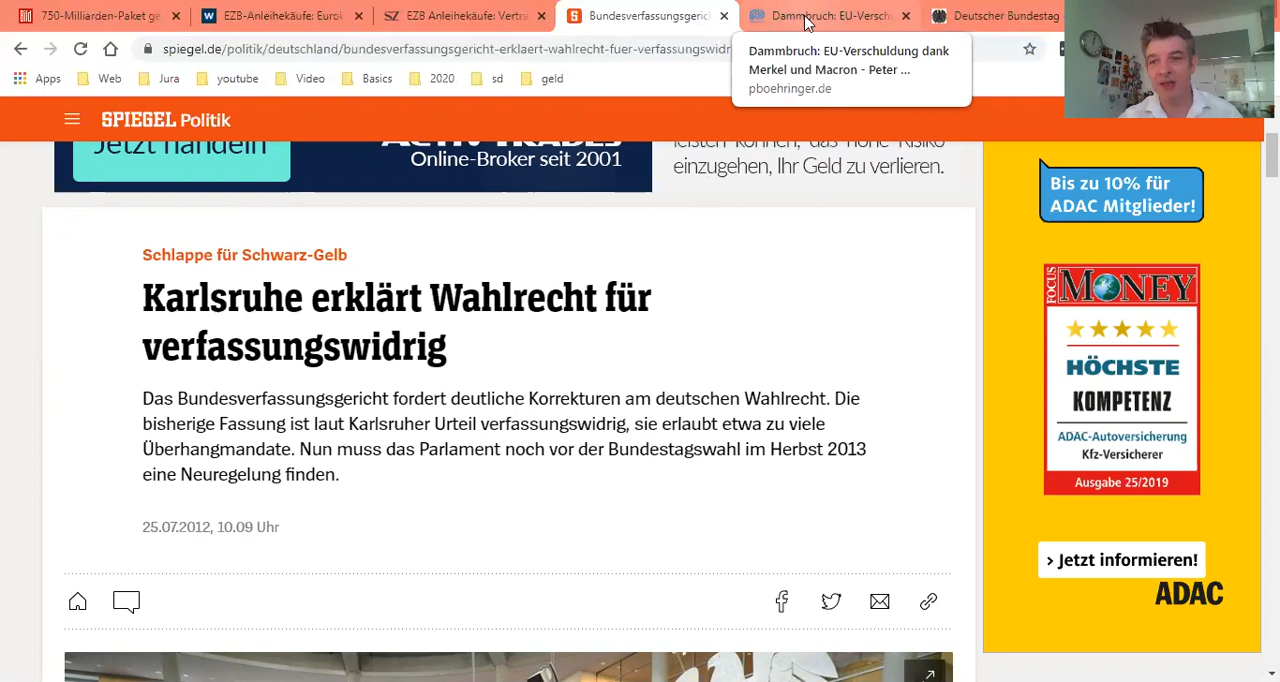 750-Milliarden-Paket ge
EZB-Anleihekäufe: Eurok
EZB Anleihekäufe: Vertra
Bundesverfassungsgeric
Dammbruch: EU-Versch
Deutscher Bundestag
spiegel.de/politik/deutschland/bundesverfassungsgericht-erklaert-wahlrecht-fuer-verfassungswidr
Dammbruch: EU-Verschuldung dank
Merkel und Macron - Peter ...
pboehringer.de
Apps
Web
Jura
youtube
Video
Basics
2020
sd
geld
SPIEGEL Politik
Jetzt handeln
ACTIVTRADES
Online-Broker seit 2001
leisten können, das hohe Risiko
einzugehen, Ihr Geld zu verlieren.
Schlappe für Schwarz-Gelb
Karlsruhe erklärt Wahlrecht für
verfassungswidrig
Das Bundesverfassungsgericht fordert deutliche Korrekturen am deutschen Wahlrecht. Die
bisherige Fassung ist laut Karlsruher Urteil verfassungswidrig, sie erlaubt etwa zu viele
Überhangmandate. Nun muss das Parlament noch vor der Bundestagswahl im Herbst 2013
eine Neuregelung finden.
25.07.2012, 10.09 Uhr
Bis zu 10% für
ADAC Mitglieder!
FOCUS
MONEY
HÖCHSTE
KOMPETENZ
ADAC-Autoversicherung
Kfz-Versicherer
Ausgabe 25/2019
› Jetzt informieren!
ADAC